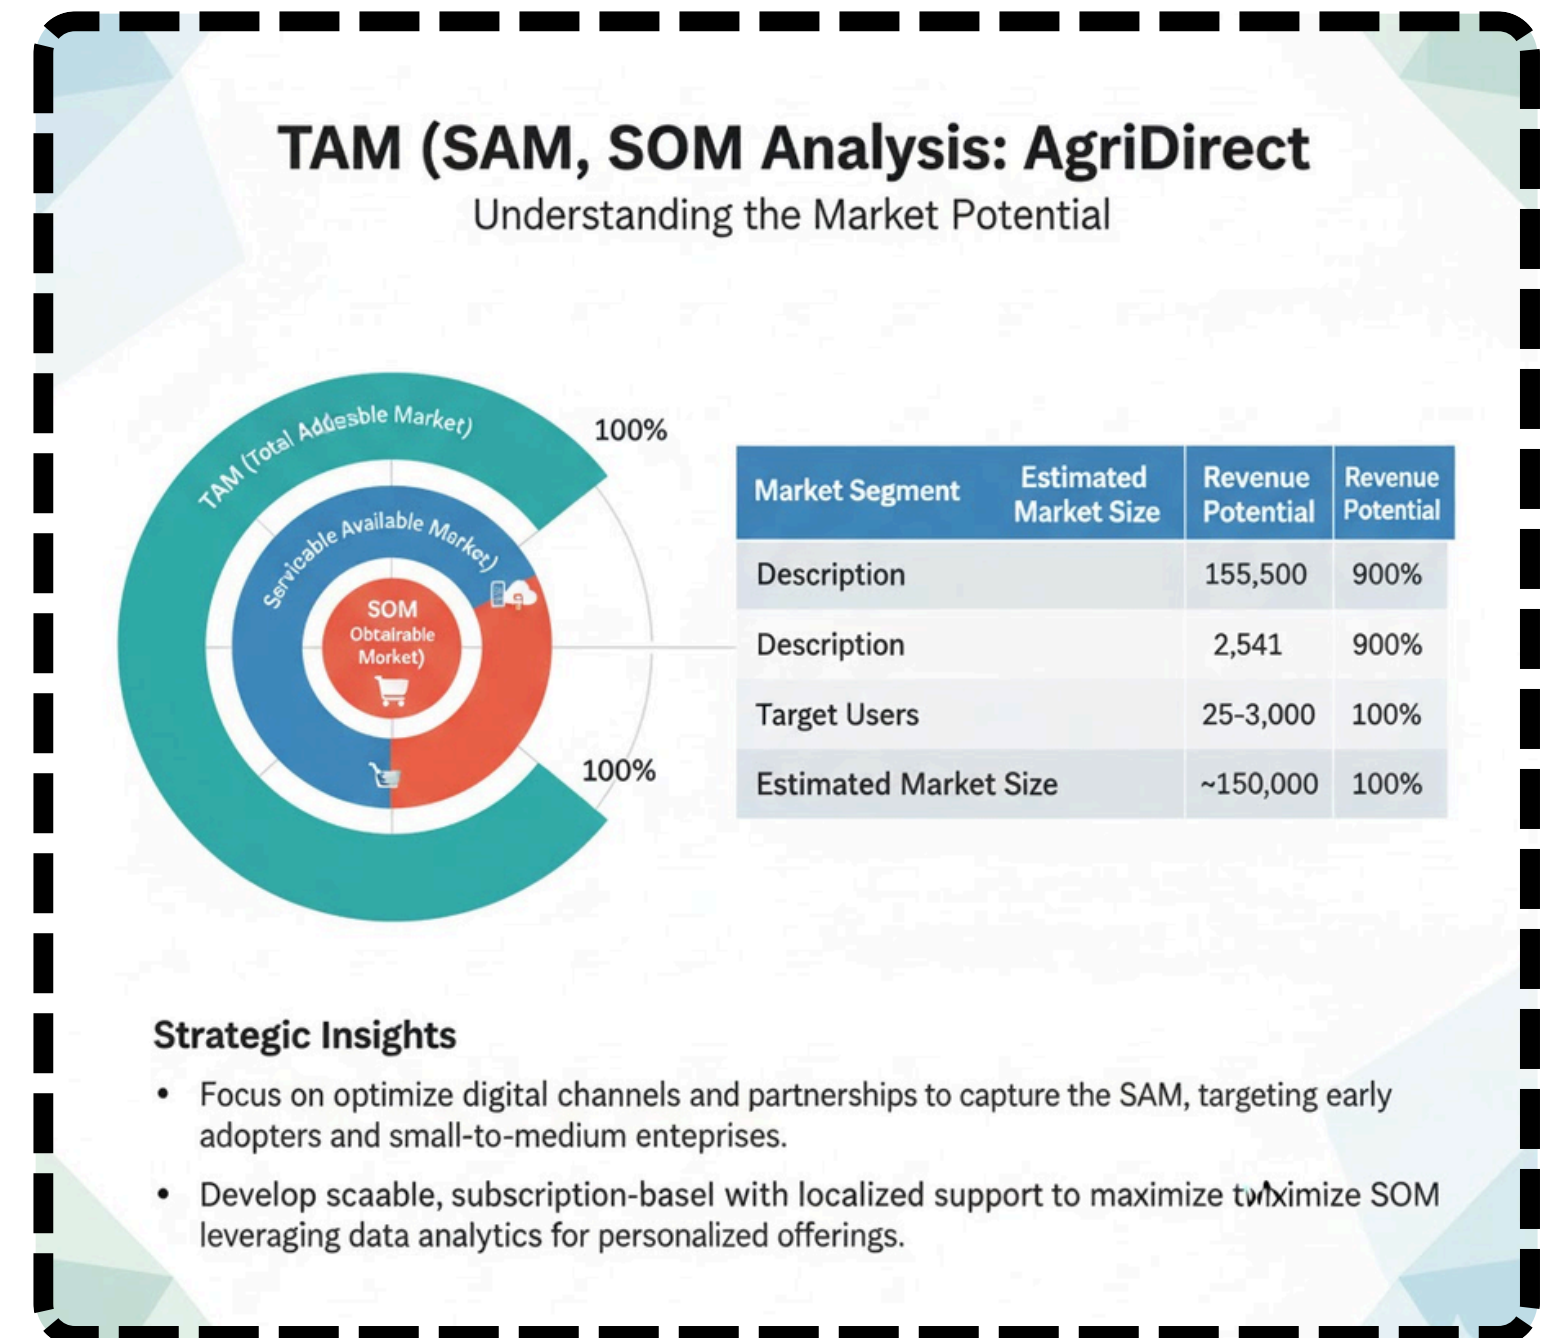 TAM (SAM, SOM Analysis: AgriDirect
Understanding the Market Potential
TAM (Total Market)
100%
Servicable Available Morket)
SOM
Obtairable
Morket)
100%
Market Segment
Estimated
Market Size
Revenue
Potential
Revenue
Potential
Description 155,500 900%
Description 2,541 900%
Target Users 25-3,000 100%
Estimated Market Size ~150,000 100%
Strategic Insights
• Focus on optimize digital channels and partnerships to capture the SAM, targeting early
adopters and small-to-medium enteprises.
• Develop scaable, subscription-basel with localized support to maximize SOM
leveraging data analytics for personalized offerings.